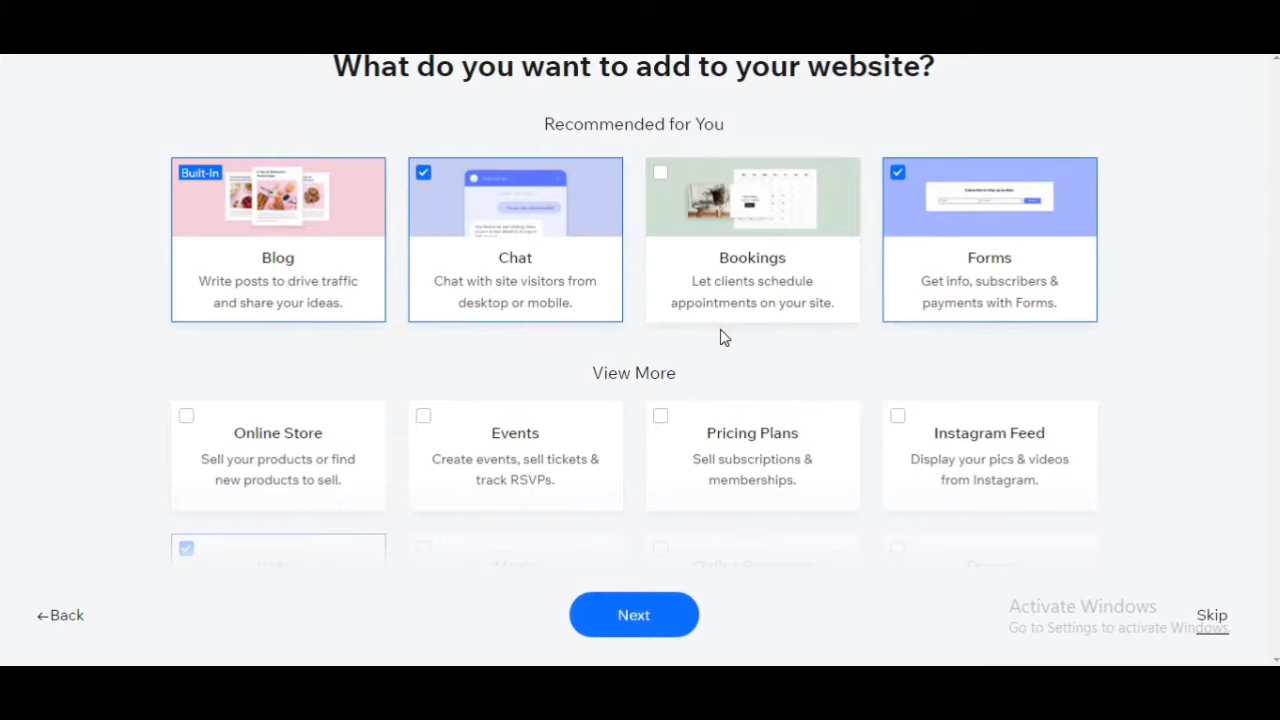 What do you want to add to your website?
Recommended for You
Built-In
Blog
Write posts to drive traffic
and share your ideas.
Chat
Chat with site visitors from
desktop or mobile.
Bookings
Let clients schedule
appointments on your site.
Forms
Get info, subscribers &
payments with Forms.
View More
Online Store
Sell your products or find
new products to sell.
Events
Create events, sell tickets &
track RSVPs.
Pricing Plans
Sell subscriptions &
memberships.
Instagram Feed
Display your pics & videos
from Instagram.
←Back
Next
Activate Windows
Go to Settings to activate Windows.
Skip